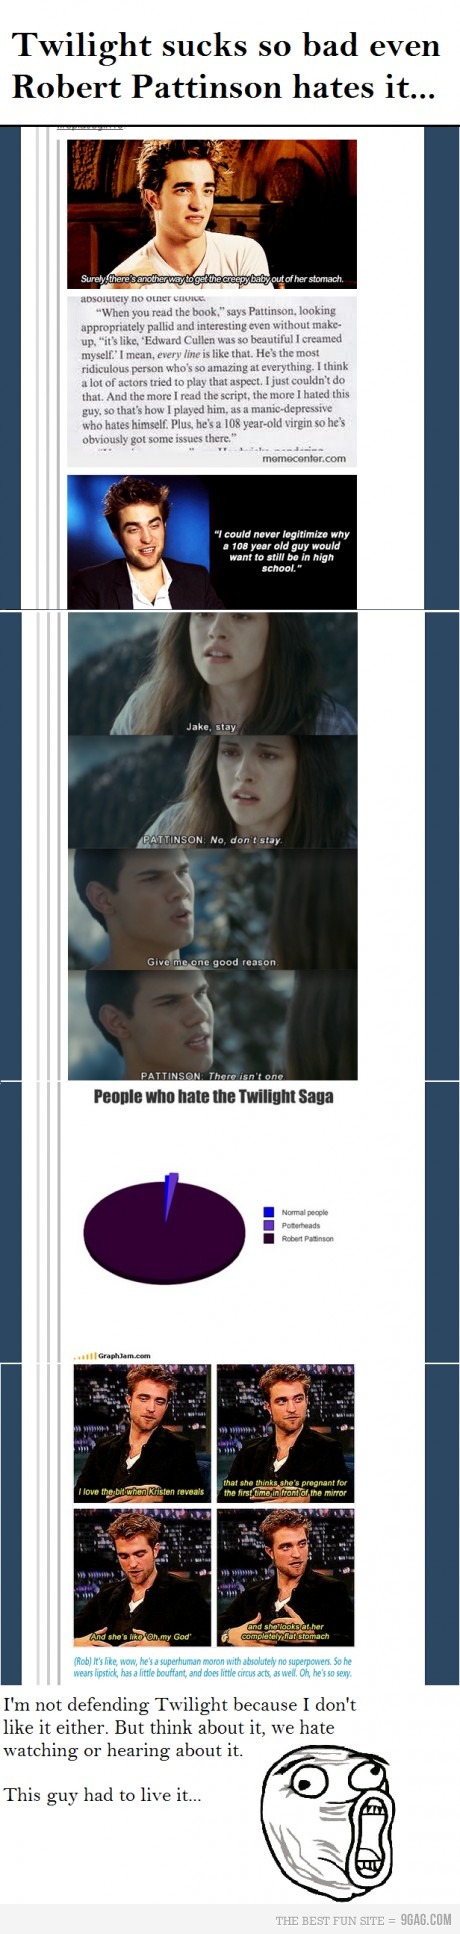 Twilight sucks so bad even
Robert Pattinson hates it...
Surely, there's another way to get the creepy baby out of her stomach.
absolutely no other choice.
"When you read the book," says Pattinson, looking
appropriately pallid and interesting even without make-
up, "it's like, 'Edward Cullen was so beautiful I creamed
myself.' I mean, every line is like that. He's the most
ridiculous person who's so amazing at everything. I think
a lot of actors tried to play that aspect. I just couldn't do
that. And the more I read the script, the more I hated this
guy, so that's how I played him, as a manic-depressive
who hates himself. Plus, he's a 108 year-old virgin so he's
obviously got some issues there."
memecenter.com
"I could never legitimize why
a 108 year old guy would
want to still be in high
school."
Jake, stay.
PATTINSON: No, don't stay.
Give me one good reason.
PATTINSON: There isn't one.
People who hate the Twilight Saga
Normal people
Potterheads
Robert Pattinson
GraphJam.com
I love the bit when Kristen reveals
that she thinks she's pregnant for
the first time in front of the mirror
And she's like 'Oh my God'
and she looks at her
completely flat stomach
(Rob) It's like, wow, he's a superhuman moron with absolutely no superpowers. So he
wears lipstick, has a little bouffant, and does little circus acts, as well. Oh, he's so sexy.
I'm not defending Twilight because I don't
like it either. But think about it, we hate
watching or hearing about it.
This guy had to live it...
THE BEST FUN SITE = 9GAG.COM